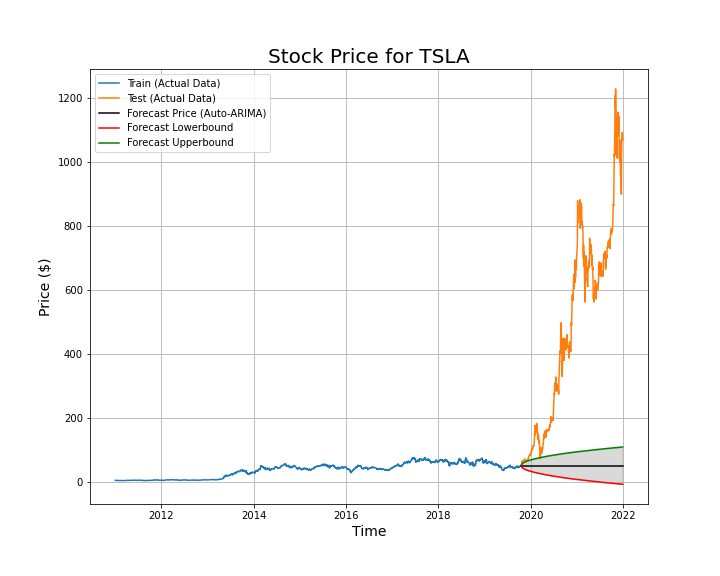 Stock Price for TSLA
Train (Actual Data)
Test (Actual Data)
Forecast Price (Auto-ARIMA)
Forecast Lowerbound
Forecast Upperbound
Price ($)
1200
1000
800
600
400
200
0
2012 2014 2016 2018 2020 2022
Time